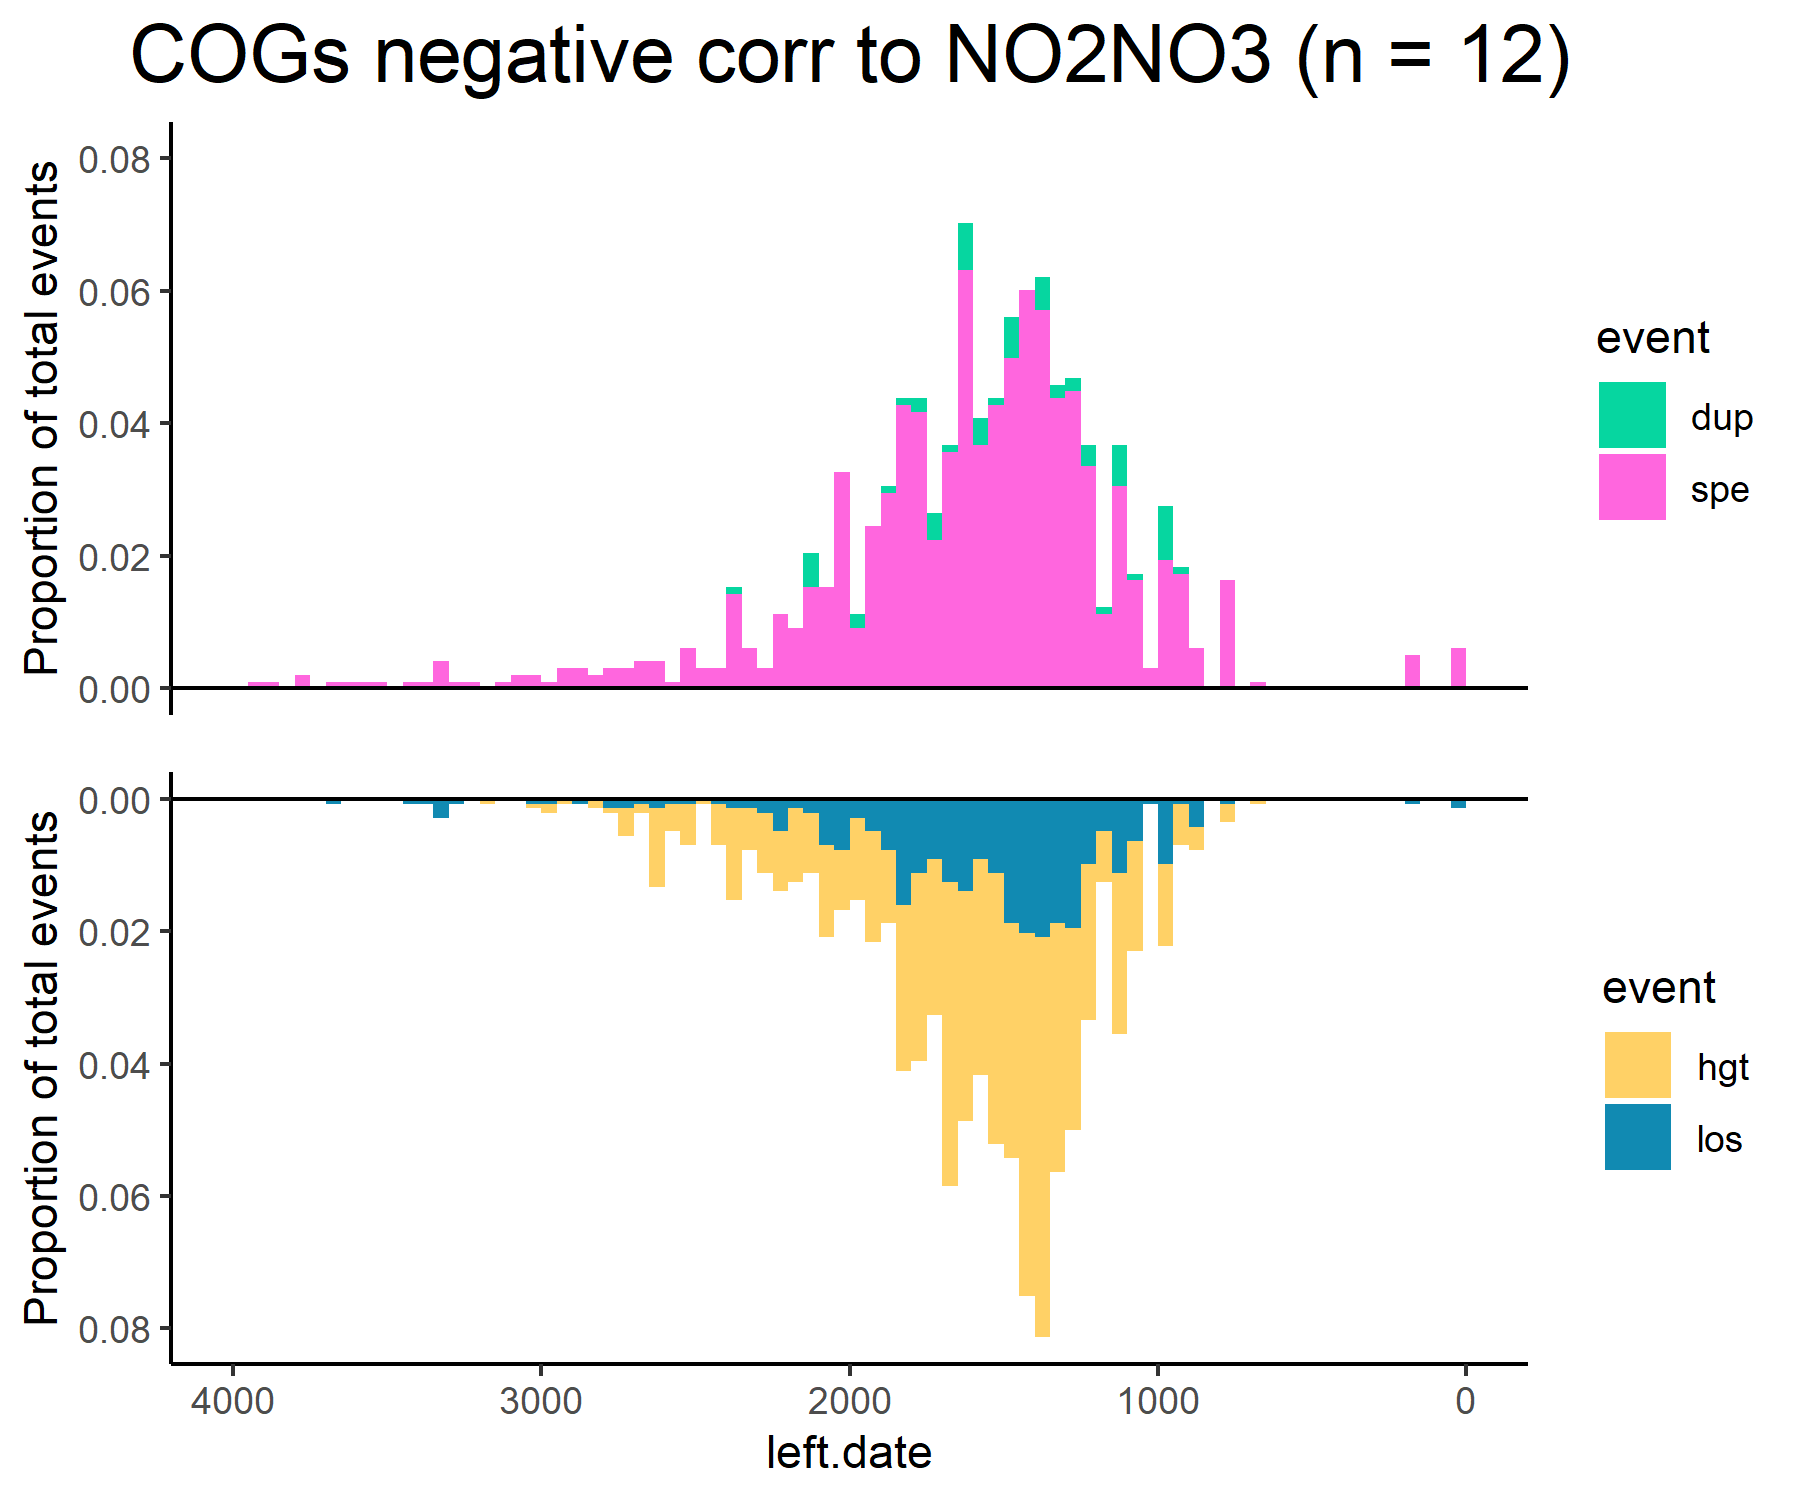 COGs negative corr to NO2NO3 (n = 12)
Proportion of total events
0.08
0.06
0.04
0.02
0.00
event
dup
spe
Proportion of total events
0.00
0.02
0.04
0.06
0.08
event
hgt
los
4000
3000
2000
1000
0
left.date